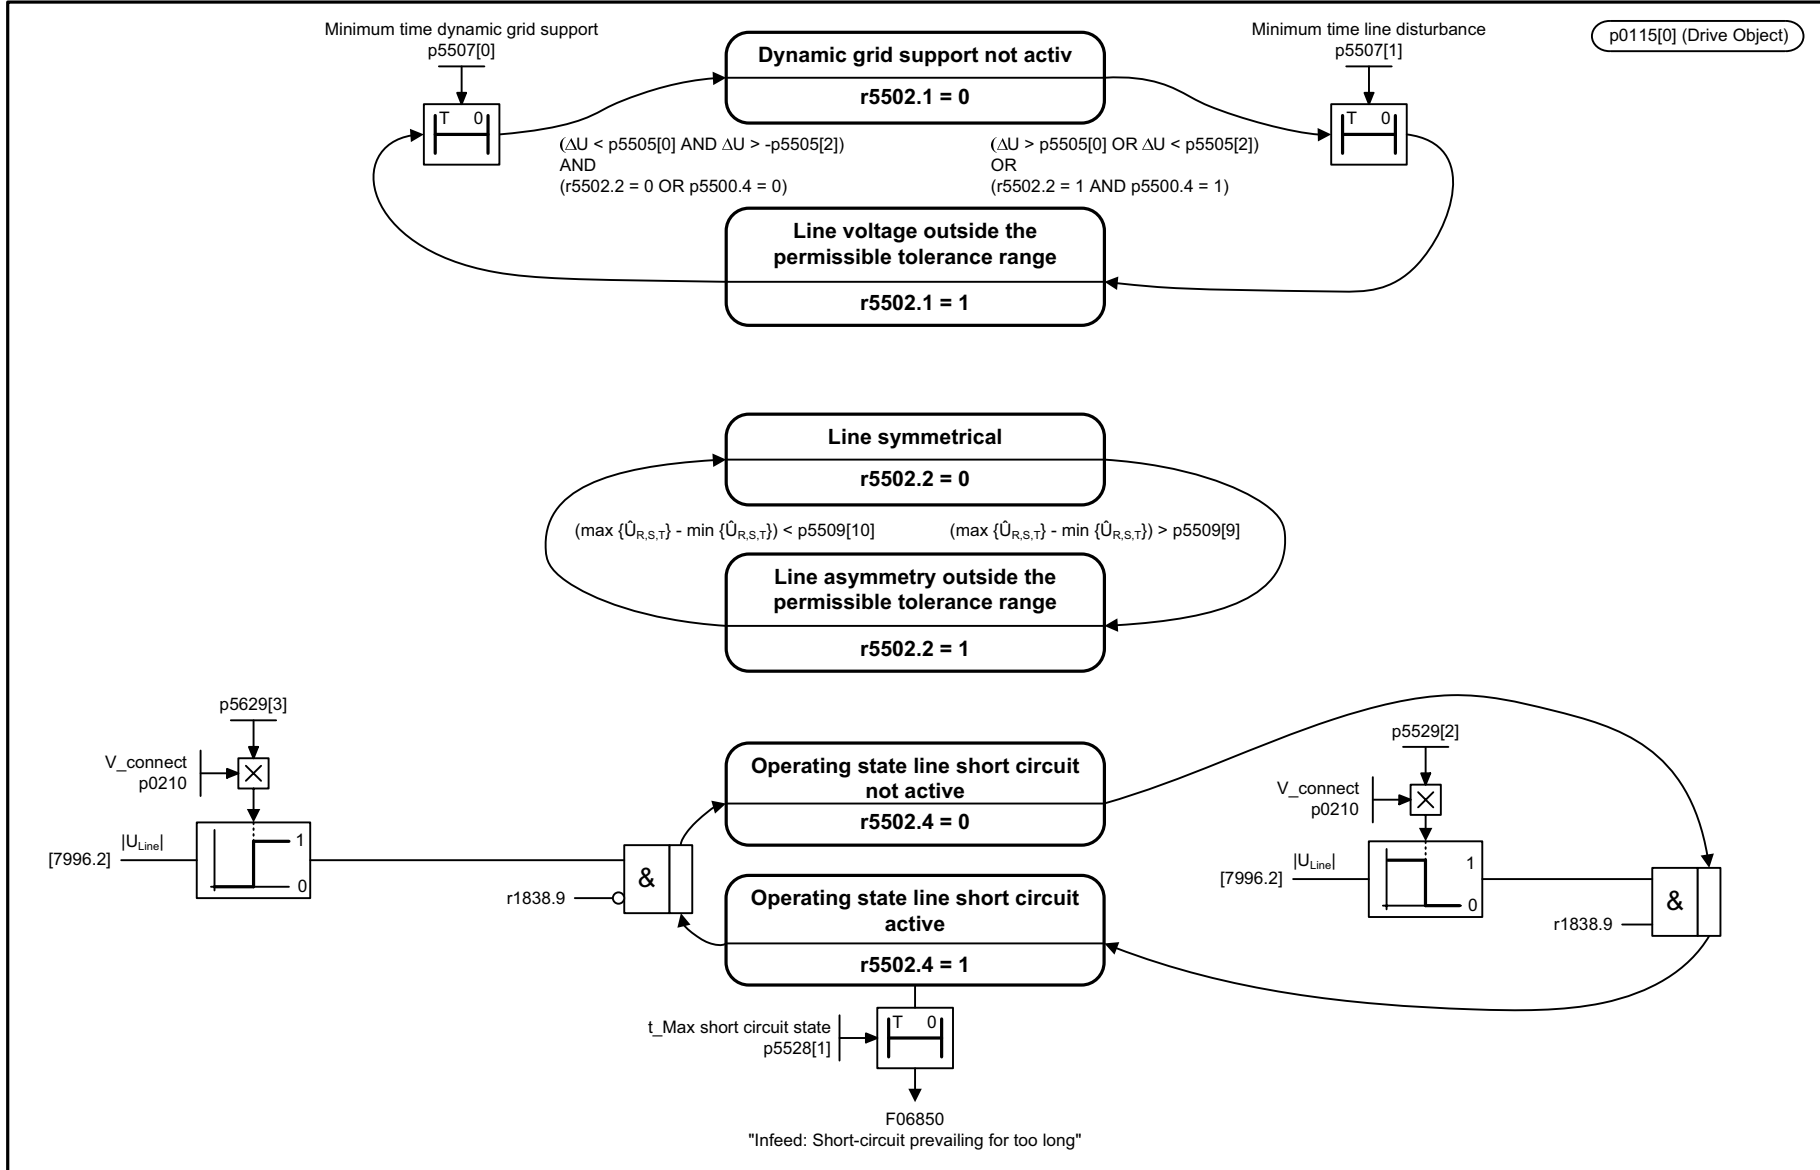 Minimum time dynamic grid support
p5507[0]
Minimum time line disturbance
p5507[1]
p0115[0] (Drive Object)
Dynamic grid support not activ
r5502.1 = 0
T 0
T 0
(ΔU < p5505[0] AND ΔU > -p5505[2])
AND
(r5502.2 = 0 OR p5500.4 = 0)
(ΔU > p5505[0] OR ΔU < p5505[2])
OR
(r5502.2 = 1 AND p5500.4 = 1)
Line voltage outside the
permissible tolerance range
r5502.1 = 1
Line symmetrical
r5502.2 = 0
(max {ÛR,S,T} - min {ÛR,S,T}) < p5509[10]
(max {ÛR,S,T} - min {ÛR,S,T}) > p5509[9]
Line asymmetry outside the
permissible tolerance range
r5502.2 = 1
p5629[3]
V_connect
p0210
|ULine|
[7996.2]
1
0
r1838.9
&
Operating state line short circuit
not active
r5502.4 = 0
Operating state line short circuit
active
r5502.4 = 1
p5529[2]
V_connect
p0210
|ULine|
[7996.2]
1
0
r1838.9
&
t_Max short circuit state
p5528[1]
T 0
F06850
"Infeed: Short-circuit prevailing for too long"